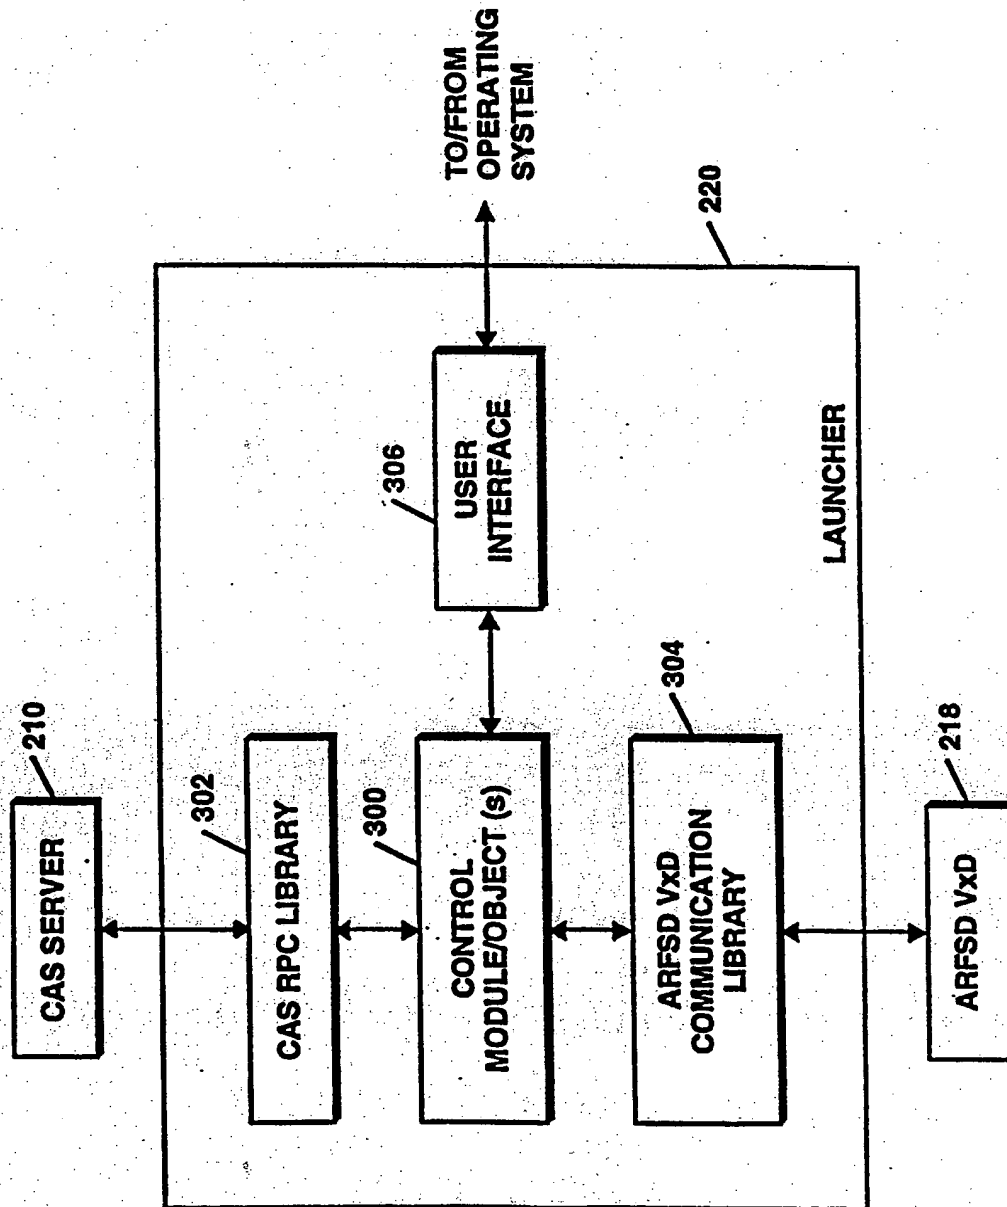 CAS SERVER
210
302
CAS RPC LIBRARY
300
CONTROL
MODULE/OBJECT (s)
304
ARFSD VxD
COMMUNICATION
LIBRARY
306
USER
INTERFACE
TO/FROM
OPERATING
SYSTEM
220
LAUNCHER
218
ARFSD VxD